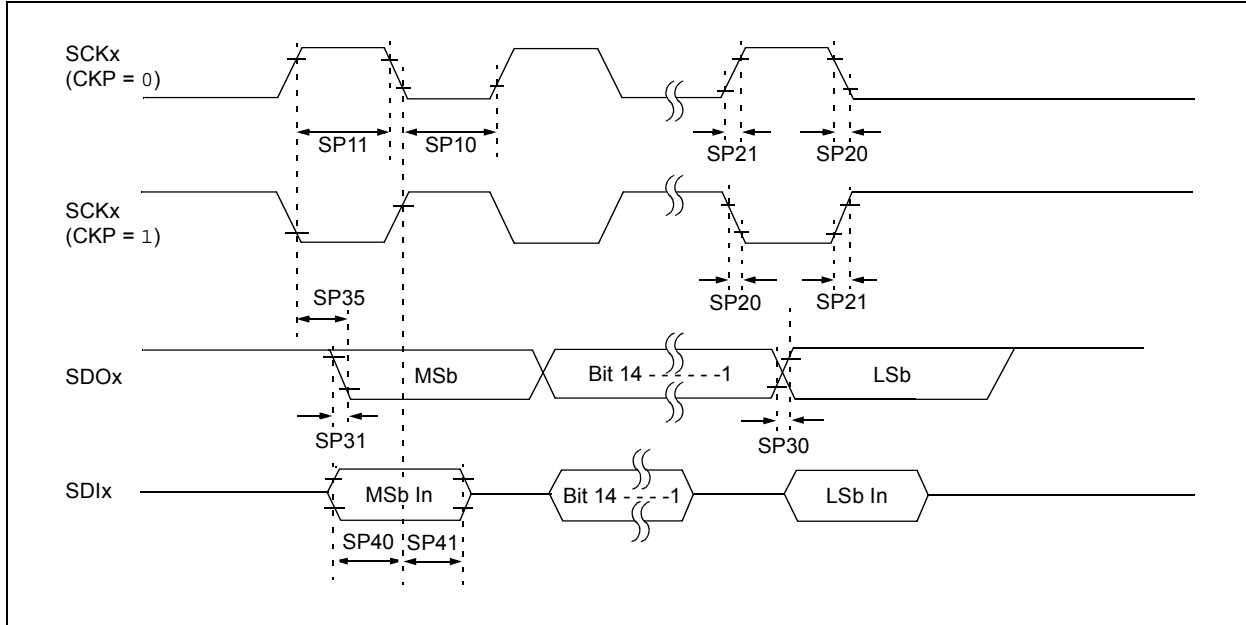 SCKx
(CKP = 0)
SP11
SP10
SP21
SP20
SCKx
(CKP = 1)
SP35
SP20
SP21
SDOx
MSb
Bit 14 - - - - - -1
LSb
SP31
SP30
SDIx
MSb In
Bit 14 - - - -1
LSb In
SP40
SP41